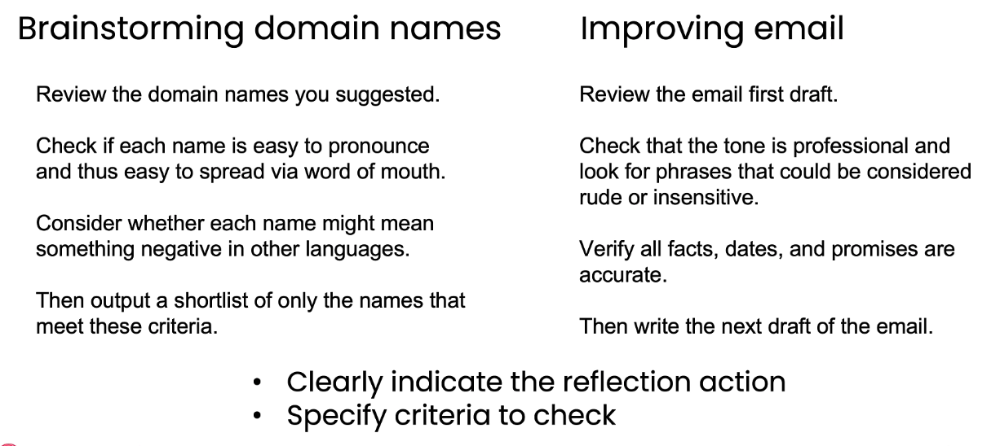 Brainstorming domain names
Review the domain names you suggested.
Check if each name is easy to pronounce
and thus easy to spread via word of mouth.
Consider whether each name might mean
something negative in other languages.
Then output a shortlist of only the names that
meet these criteria.
Improving email
Review the email first draft.
Check that the tone is professional and
look for phrases that could be considered
rude or insensitive.
Verify all facts, dates, and promises are
accurate.
Then write the next draft of the email.
• Clearly indicate the reflection action
• Specify criteria to check